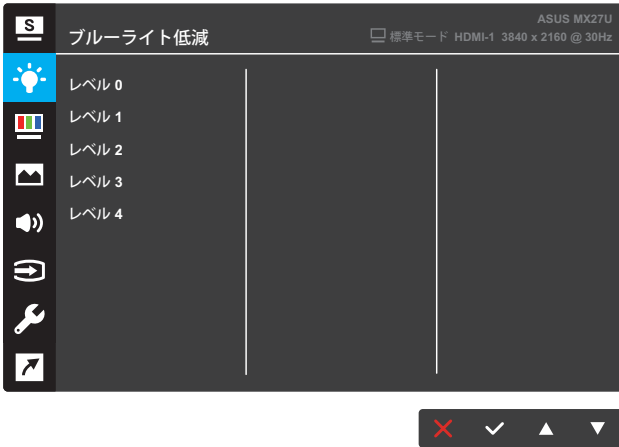 S
ASUS MX27U
ブルーライト低減
標準モード HDMI-1 3840 x 2160 @ 30Hz
レベル 0
レベル 1
レベル 2
レベル 3
レベル 4